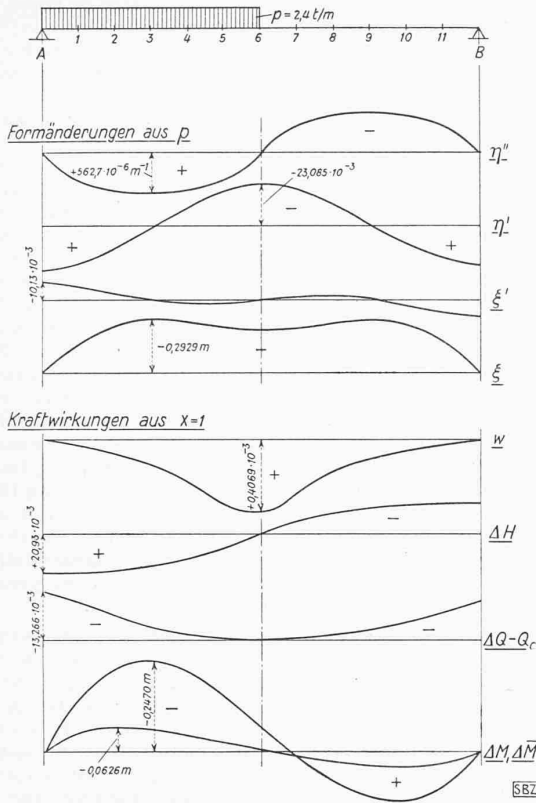 p=2,4 t/m
A 1 2 3 4 5 6 7 8 9 10 11 B
Formänderungen aus p
+562,7·10⁻⁶ m⁻¹
+
−
η''
−23,085·10⁻³
+
−
+
η'
−10,13·10⁻³
ξ'
−0,2929 m
−
ξ
Kraftwirkungen aus X=1
w
+0,4069·10⁻³
+
+20,93·10⁻³
+
−
ΔH
−13,266·10⁻³
−
−
ΔQ−Qc
−0,2470 m
−
−0,0626 m
+
ΔM, ΔM̅
SBZ